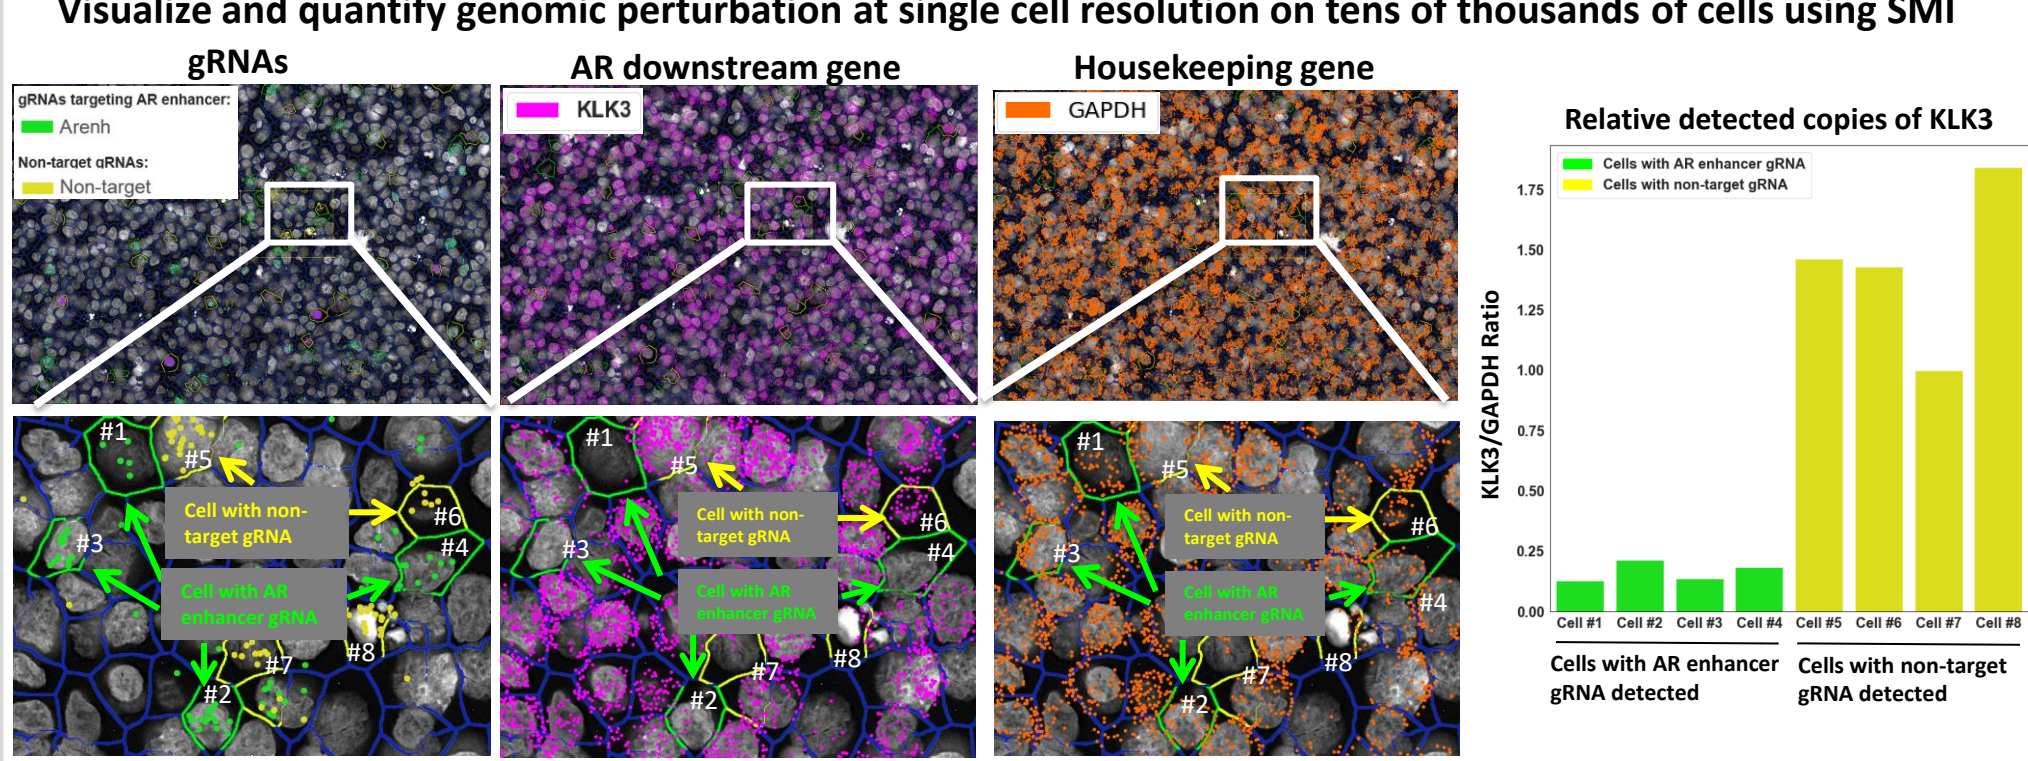 Visualize and quantify genomic perturbation at single cell resolution on tens of thousands of cells using SMI
gRNAs
AR downstream gene
Housekeeping gene
gRNAs targeting AR enhancer:
Arenh
Non-target gRNAs:
Non-target
KLK3
GAPDH
#1
#5
#3
Cell with non-
target gRNA
#6
#4
Cell with AR
enhancer gRNA
#7
#8
#2
#1
#5
#3
Cell with non-
target gRNA
#6
#4
Cell with AR
enhancer gRNA
#7
#8
#2
#1
#5
#3
Cell with non-
target gRNA
#6
#4
Cell with AR
enhancer gRNA
#7
#8
#2
Relative detected copies of KLK3
Cells with AR enhancer gRNA
Cells with non-target gRNA
KLK3/GAPDH Ratio
1.75
1.50
1.25
1.00
0.75
0.50
0.25
0.00
Cell #1 Cell #2 Cell #3 Cell #4 Cell #5 Cell #6 Cell #7 Cell #8
Cells with AR enhancer
gRNA detected
Cells with non-target
gRNA detected